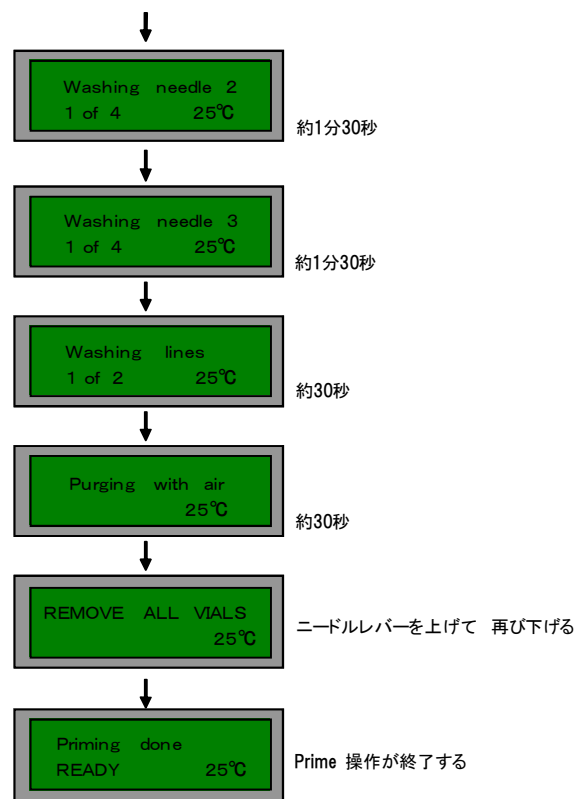 Washing needle 2
1 of 4 25℃
約1分30秒
Washing needle 3
1 of 4 25℃
約1分30秒
Washing lines
1 of 2 25℃
約30秒
Purging with air
25℃
約30秒
REMOVE ALL VIALS
25℃
ニードルレバーを上げて 再び下げる
Priming done
READY 25℃
Prime 操作が終了する